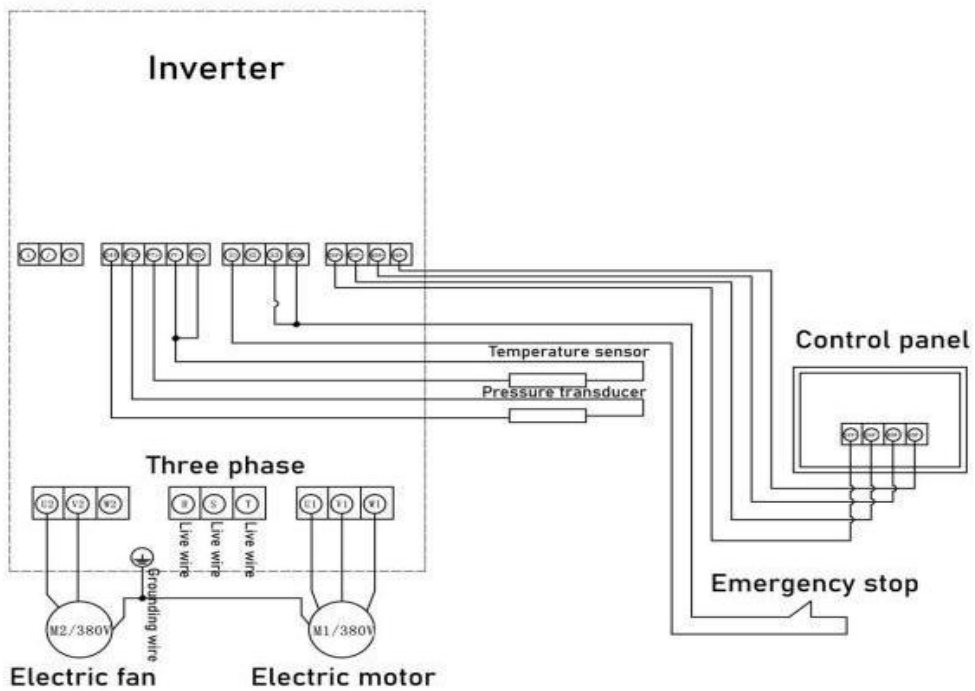 Inverter
COM
Temperature sensor
Control panel
Pressure transducer
Three phase
U2 V2 W2
R S T
U1 V1 W1
Live wire
Live wire
Live wire
Grounding wire
Emergency stop
M2/380V
M1/380V
Electric fan
Electric motor